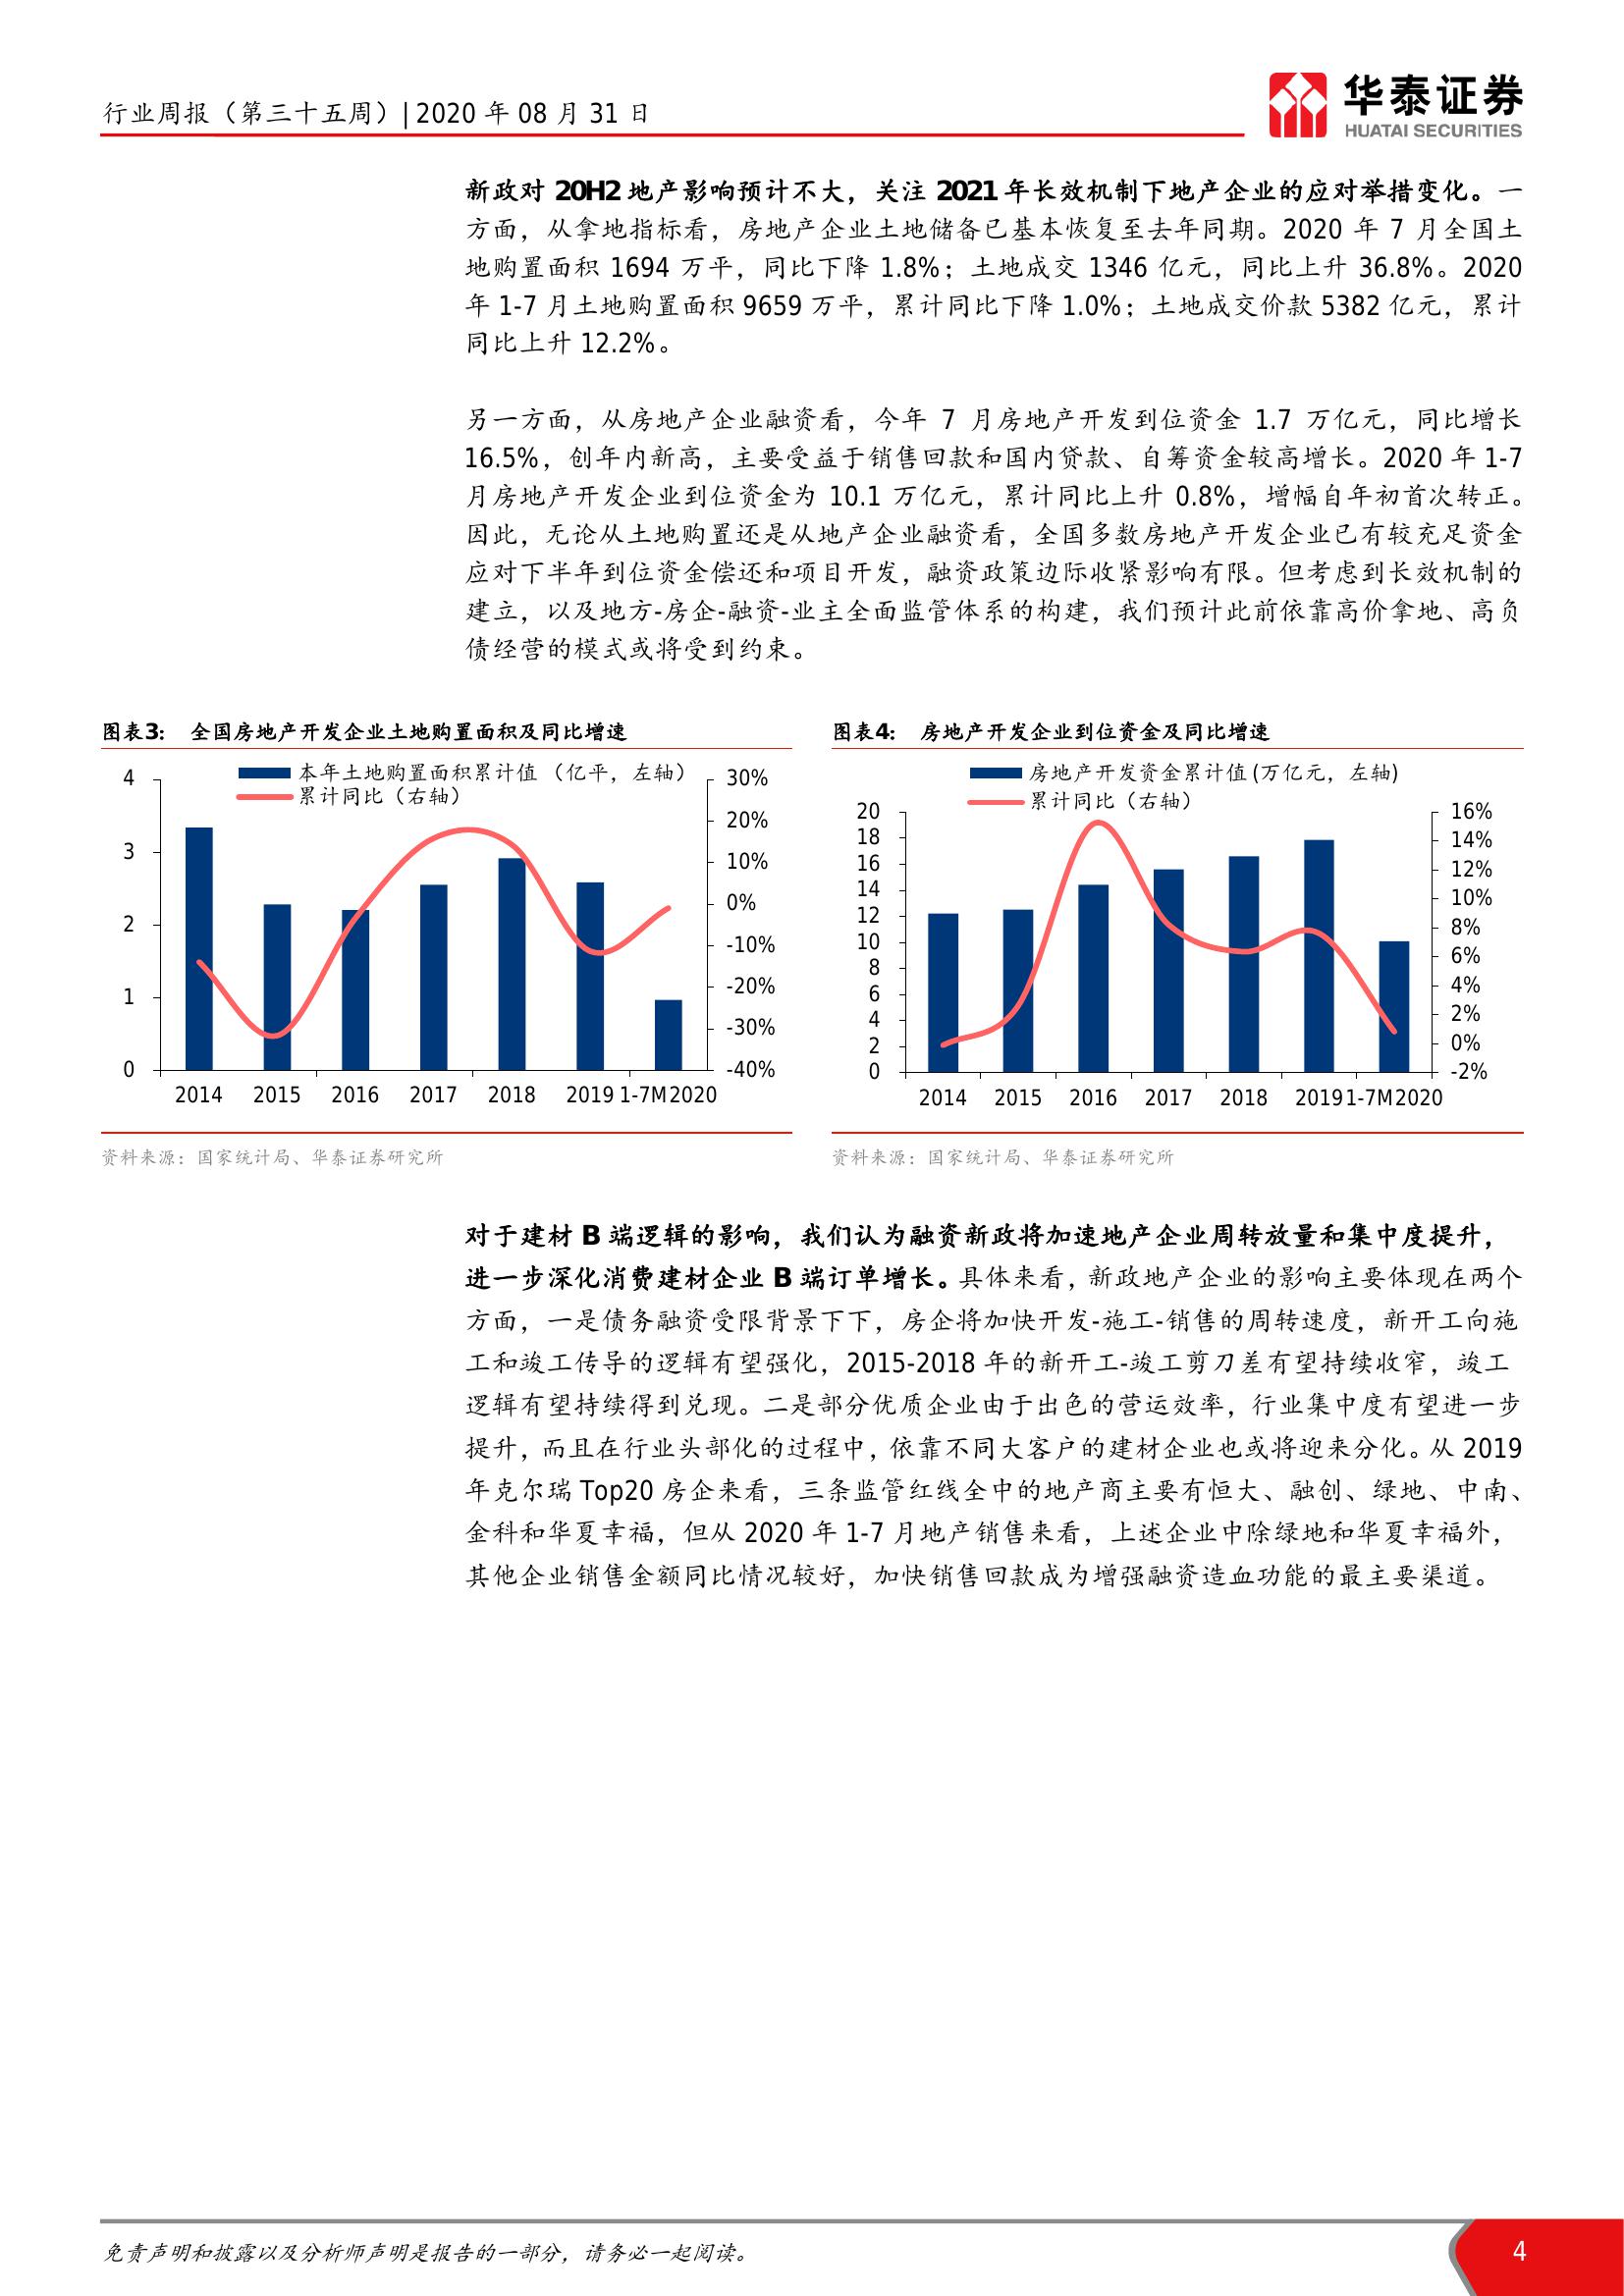 行业周报（第三十五周）| 2020 年 08 月 31 日
华泰证券
HUATAI SECURITIES
新政对 20H2 地产影响预计不大，关注 2021 年长效机制下地产企业的应对举措变化。一
方面，从拿地指标看，房地产企业土地储备已基本恢复至去年同期。2020 年 7 月全国土
地购置面积 1694 万平，同比下降 1.8%；土地成交 1346 亿元，同比上升 36.8%。2020
年 1-7 月土地购置面积 9659 万平，累计同比下降 1.0%；土地成交价款 5382 亿元，累计
同比上升 12.2%。
另一方面，从房地产企业融资看，今年 7 月房地产开发到位资金 1.7 万亿元，同比增长
16.5%，创年内新高，主要受益于销售回款和国内贷款、自筹资金较高增长。2020 年 1-7
月房地产开发企业到位资金为 10.1 万亿元，累计同比上升 0.8%，增幅自年初首次转正。
因此，无论从土地购置还是从地产企业融资看，全国多数房地产开发企业已有较充足资金
应对下半年到位资金偿还和项目开发，融资政策边际收紧影响有限。但考虑到长效机制的
建立，以及地方-房企-融资-业主全面监管体系的构建，我们预计此前依靠高价拿地、高负
债经营的模式或将受到约束。
图表3： 全国房地产开发企业土地购置面积及同比增速
本年土地购置面积累计值 （亿平，左轴）
累计同比（右轴）
4
3
2
1
0
30%
20%
10%
0%
-10%
-20%
-30%
-40%
2014 2015 2016 2017 2018 2019 1-7M2020
资料来源：国家统计局、华泰证券研究所
图表4： 房地产开发企业到位资金及同比增速
房地产开发资金累计值 (万亿元，左轴)
累计同比（右轴）
20
18
16
14
12
10
8
6
4
2
0
16%
14%
12%
10%
8%
6%
4%
2%
0%
-2%
2014 2015 2016 2017 2018 2019 1-7M2020
资料来源：国家统计局、华泰证券研究所
对于建材 B 端逻辑的影响，我们认为融资新政将加速地产企业周转放量和集中度提升，
进一步深化消费建材企业 B 端订单增长。具体来看，新政地产企业的影响主要体现在两个
方面，一是债务融资受限背景下下，房企将加快开发-施工-销售的周转速度，新开工向施
工和竣工传导的逻辑有望强化，2015-2018 年的新开工-竣工剪刀差有望持续收窄，竣工
逻辑有望持续得到兑现。二是部分优质企业由于出色的营运效率，行业集中度有望进一步
提升，而且在行业头部化的过程中，依靠不同大客户的建材企业也或将迎来分化。从 2019
年克尔瑞 Top20 房企来看，三条监管红线全中的地产商主要有恒大、融创、绿地、中南、
金科和华夏幸福，但从 2020 年 1-7 月地产销售来看，上述企业中除绿地和华夏幸福外，
其他企业销售金额同比情况较好，加快销售回款成为增强融资造血功能的最主要渠道。
免责声明和披露以及分析师声明是报告的一部分，请务必一起阅读。
4